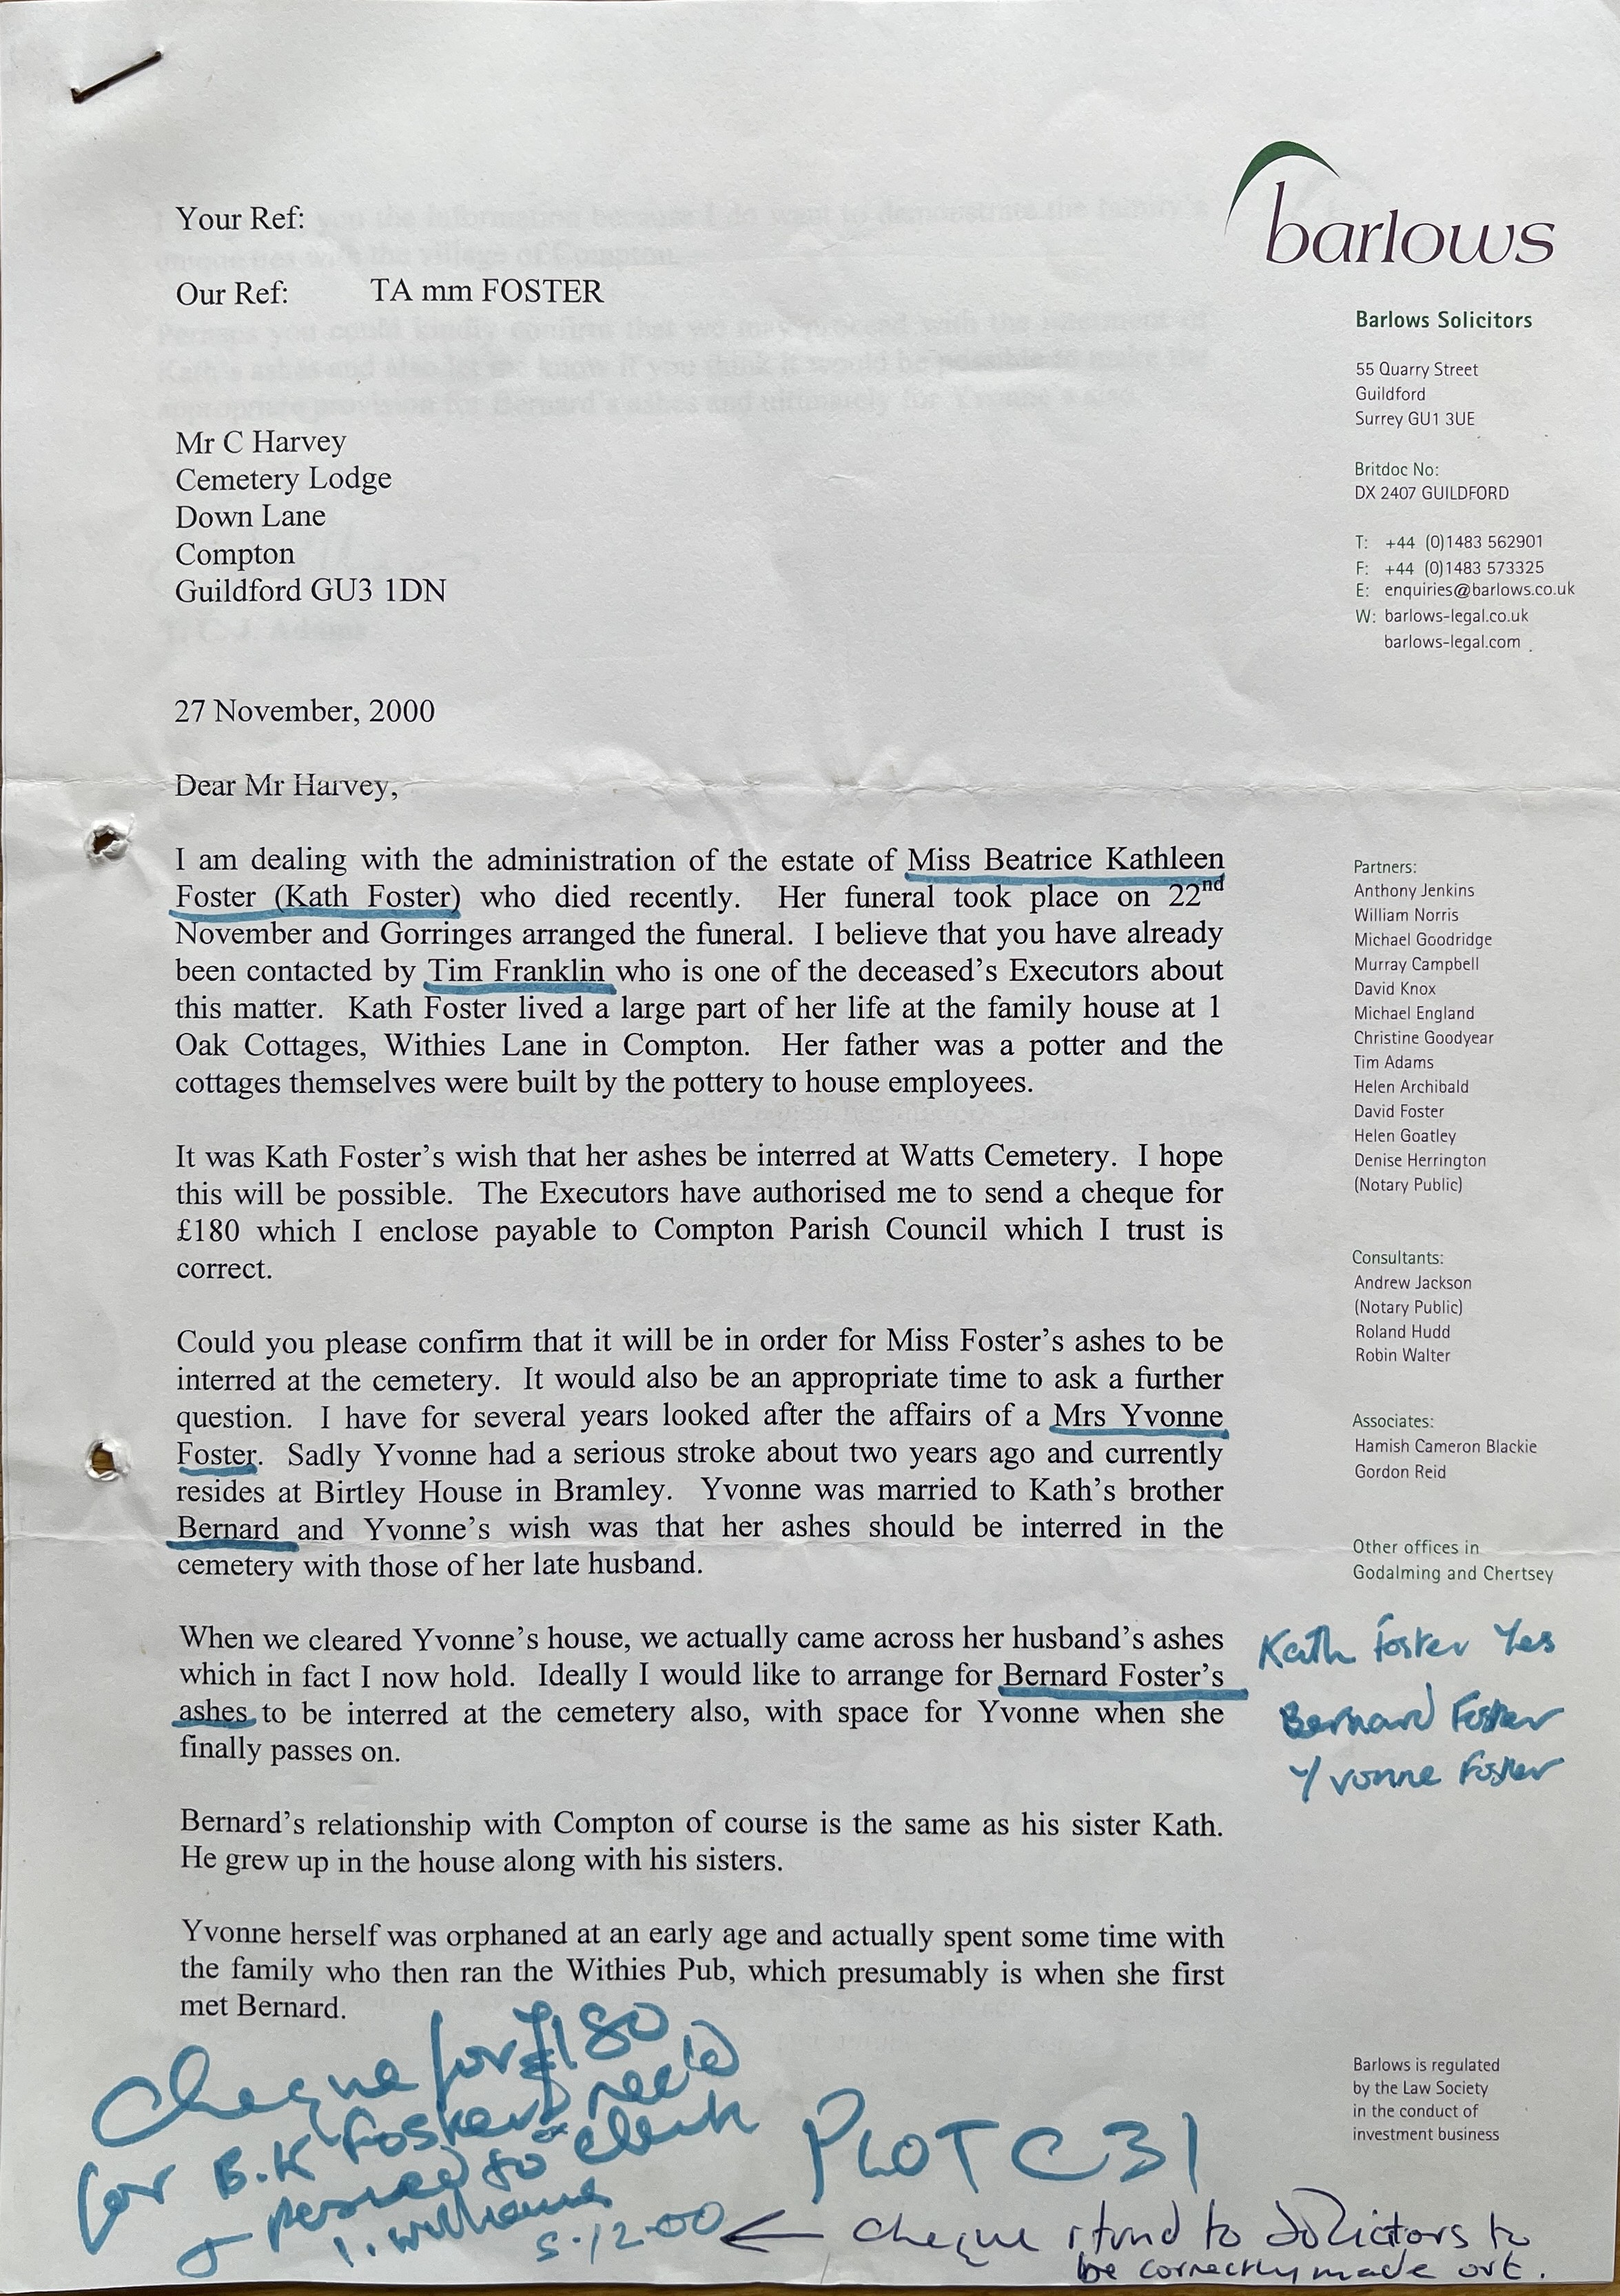 barlows
Your Ref:
Our Ref: TA mm FOSTER
Barlows Solicitors
55 Quarry Street
Guildford
Surrey GU1 3UE
Britdoc No:
DX 2407 GUILDFORD
T: +44 (0)1483 562901
F: +44 (0)1483 573325
E: enquiries@barlows.co.uk
W: barlows-legal.co.uk
barlows-legal.com
Mr C Harvey
Cemetery Lodge
Down Lane
Compton
Guildford GU3 1DN
27 November, 2000
Dear Mr Harvey,
I am dealing with the administration of the estate of Miss Beatrice Kathleen
Foster (Kath Foster) who died recently. Her funeral took place on 22nd
November and Gorringes arranged the funeral. I believe that you have already
been contacted by Tim Franklin who is one of the deceased's Executors about
this matter. Kath Foster lived a large part of her life at the family house at 1
Oak Cottages, Withies Lane in Compton. Her father was a potter and the
cottages themselves were built by the pottery to house employees.
It was Kath Foster's wish that her ashes be interred at Watts Cemetery. I hope
this will be possible. The Executors have authorised me to send a cheque for
£180 which I enclose payable to Compton Parish Council which I trust is
correct.
Could you please confirm that it will be in order for Miss Foster's ashes to be
interred at the cemetery. It would also be an appropriate time to ask a further
question. I have for several years looked after the affairs of a Mrs Yvonne
Foster. Sadly Yvonne had a serious stroke about two years ago and currently
resides at Birtley House in Bramley. Yvonne was married to Kath's brother
Bernard and Yvonne's wish was that her ashes should be interred in the
cemetery with those of her late husband.
When we cleared Yvonne's house, we actually came across her husband's ashes
which in fact I now hold. Ideally I would like to arrange for Bernard Foster's
ashes to be interred at the cemetery also, with space for Yvonne when she
finally passes on.
Bernard's relationship with Compton of course is the same as his sister Kath.
He grew up in the house along with his sisters.
Yvonne herself was orphaned at an early age and actually spent some time with
the family who then ran the Withies Pub, which presumably is when she first
met Bernard.
Partners:
Anthony Jenkins
William Norris
Michael Goodridge
Murray Campbell
David Knox
Michael England
Christine Goodyear
Tim Adams
Helen Archibald
David Foster
Helen Goatley
Denise Herrington
(Notary Public)
Consultants:
Andrew Jackson
(Notary Public)
Roland Hudd
Robin Walter
Associates:
Hamish Cameron Blackie
Gordon Reid
Other offices in
Godalming and Chertsey
Kath Foster Yes
Bernard Foster
Yvonne Foster
Barlows is regulated
by the Law Society
in the conduct of
investment business
Cheque for £180
for B.K Foster rec'd
passed to clerk
J. Williams
5.12.00
PLOT C31
← Cheque rtund to Solicitors to
be correctly made out.